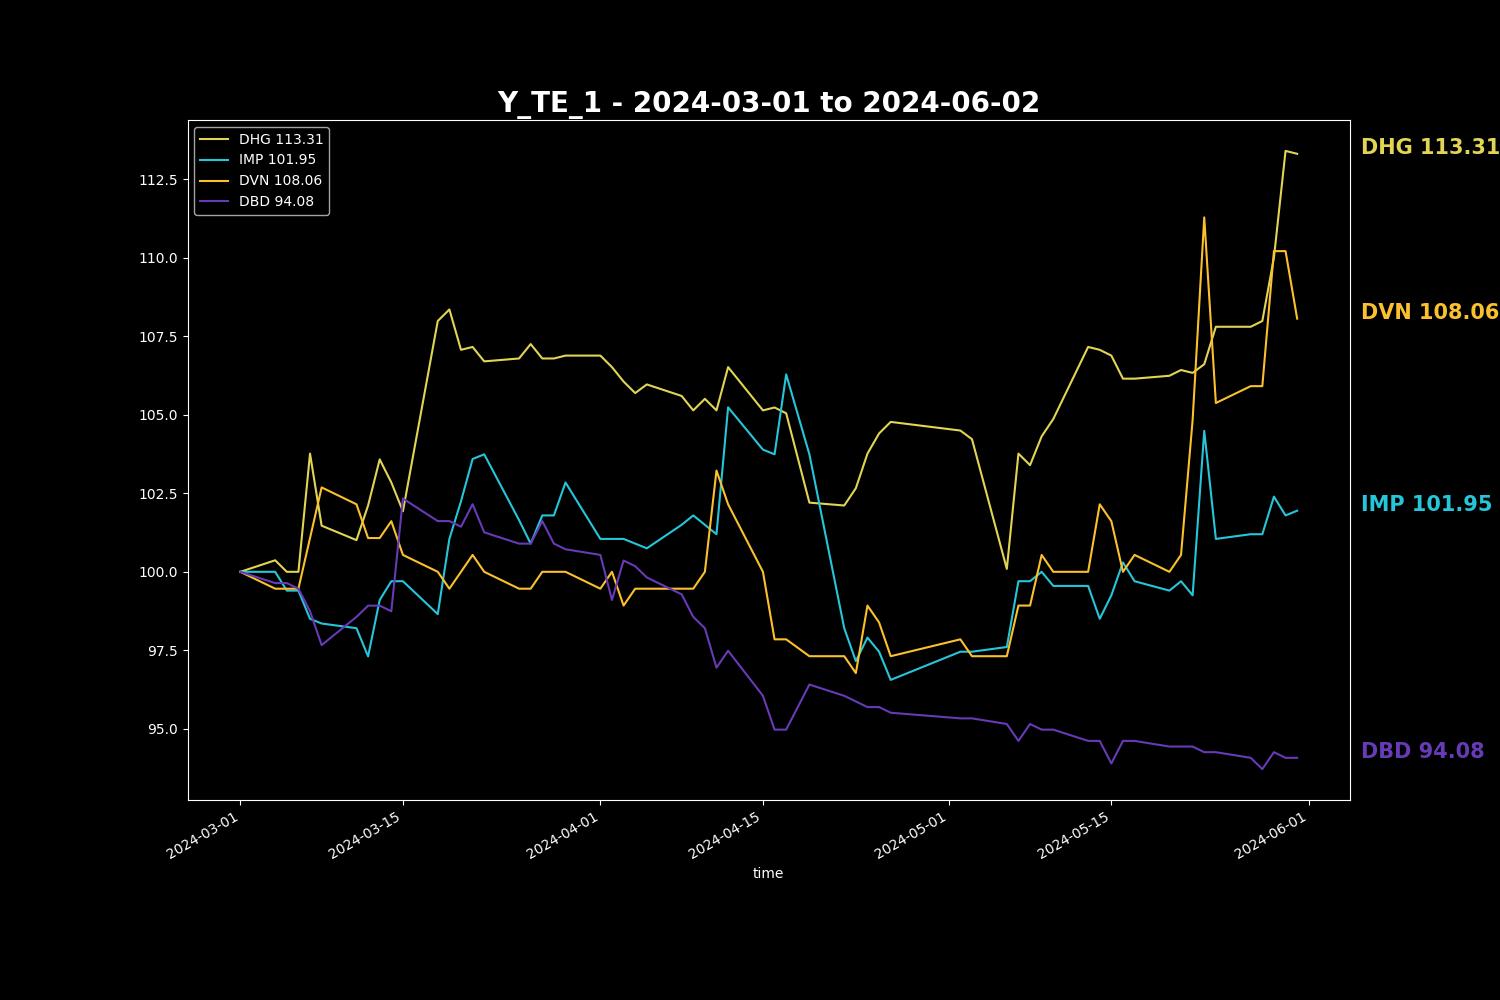 Y_TE_1 - 2024-03-01 to 2024-06-02
DHG 113.31
IMP 101.95
DVN 108.06
DBD 94.08
112.5
110.0
107.5
105.0
102.5
100.0
97.5
95.0
DHG 113.31
DVN 108.06
IMP 101.95
DBD 94.08
2024-03-01
2024-03-15
2024-04-01
2024-04-15
2024-05-01
2024-05-15
2024-06-01
time